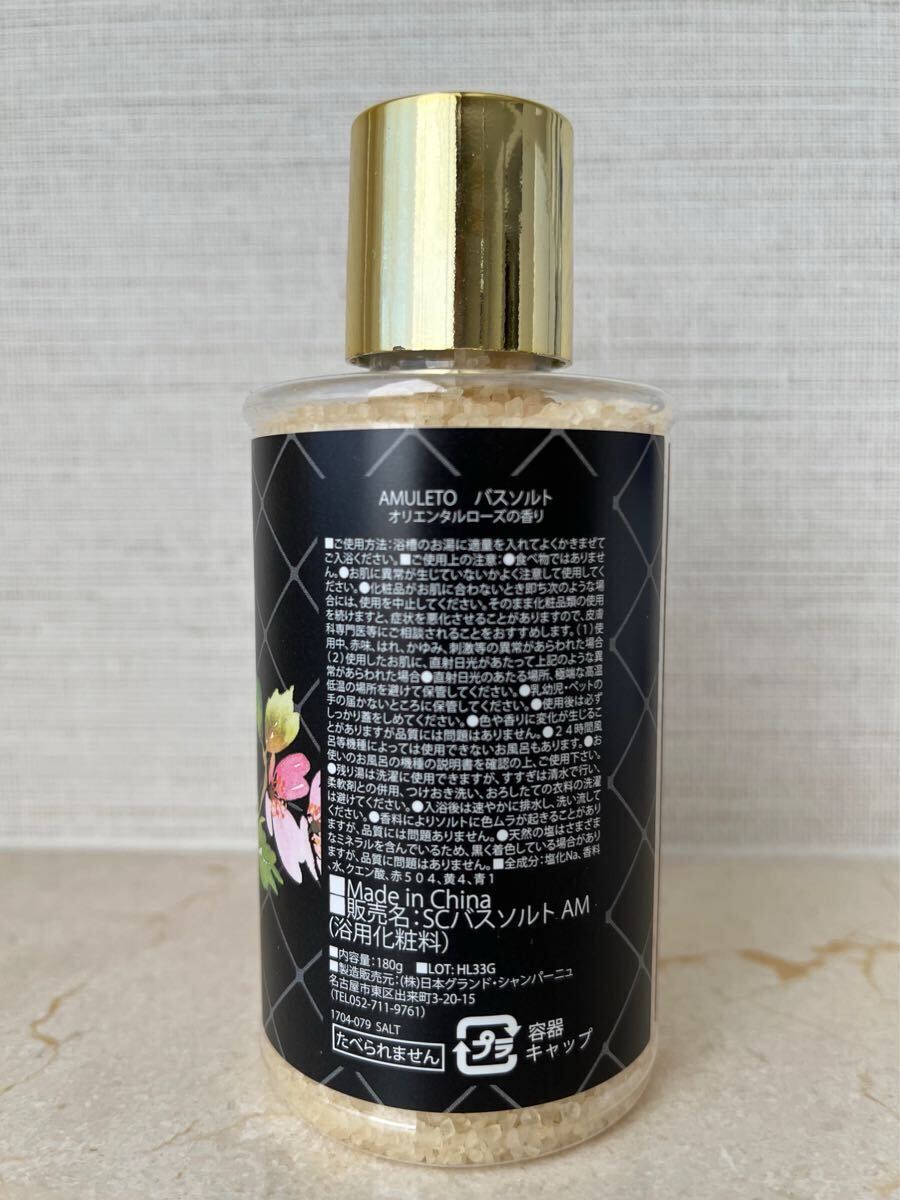 AMULETO　バスソルト
オリエンタルローズの香り
■ご使用方法：浴槽のお湯に適量を入れてよくかきまぜて
ご入浴ください。■ご使用上の注意：●食べ物ではありませ
ん。●お肌に異常が生じていないかよく注意して使用してく
ださい。●化粧品がお肌に合わないとき即ち次のような場
合には、使用を中止してください。そのまま化粧品類の使用
を続けますと、症状を悪化させることがありますので、皮膚
科専門医等にご相談されることをおすすめします。（1）使
用中、赤味、はれ、かゆみ、刺激等の異常があらわれた場合
（2）使用したお肌に、直射日光があたって上記のような異
常があらわれた場合●直射日光のあたる場所、極端な高温
低温の場所を避けて保管してください。●乳幼児・ペットの
手の届かないところに保管してください。●使用後は必ず
しっかり蓋をしめてください。●色や香りに変化が生じるこ
とがありますが品質には問題はありません。●２４時間風
呂等機種によっては使用できないお風呂もあります。●お
使いのお風呂の機種の説明書を確認の上、ご使用下さい。
●残り湯は洗濯に使用できますが、すすぎは清水で行い、
柔軟剤との併用、つけおき洗い、おろしたての衣料の洗濯
は避けてください。●入浴後は速やかに排水し、洗い流して
ください。●香料によりソルトに色ムラが起きることがあり
ますが、品質には問題ありません。●天然の塩はさまざま
なミネラルを含んでいるため、黒く着色している場合があり
ますが、品質に問題はありません。■全成分：塩化Na、香料
、水、クエン酸、赤５０４、黄４、青１
■Made in China
■販売名：SCバスソルト AM
(浴用化粧料)
■内容量：180g　■LOT: HL33G
■製造販売元：(株)日本グランド・シャンパーニュ
名古屋市東区出来町3-20-15
(TEL052-711-9761)
1704-079 SALT
たべられません
プラ
容器
キャップ